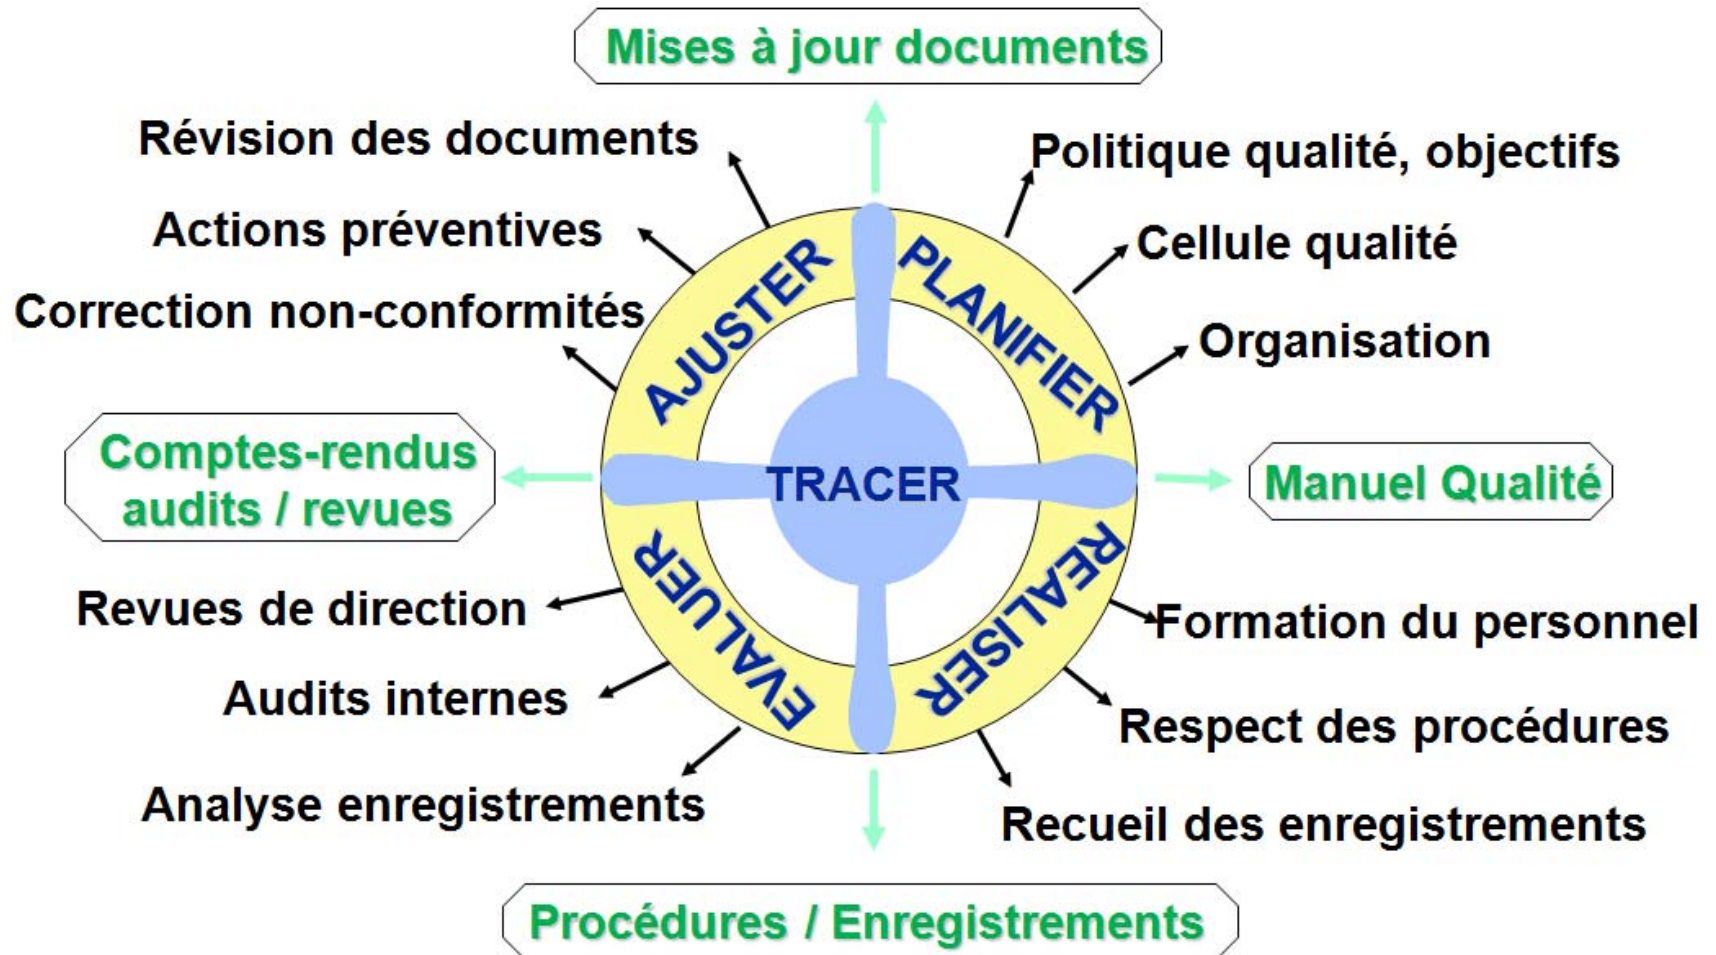 Mises à jour documents
Révision des documents
Politique qualité, objectifs
Actions préventives
Cellule qualité
Correction non-conformités
Organisation
AJUSTER
PLANIFIER
Comptes-rendus
audits / revues
TRACER
Manuel Qualité
EVALUER
REALISER
Revues de direction
Formation du personnel
Audits internes
Respect des procédures
Analyse enregistrements
Recueil des enregistrements
Procédures / Enregistrements